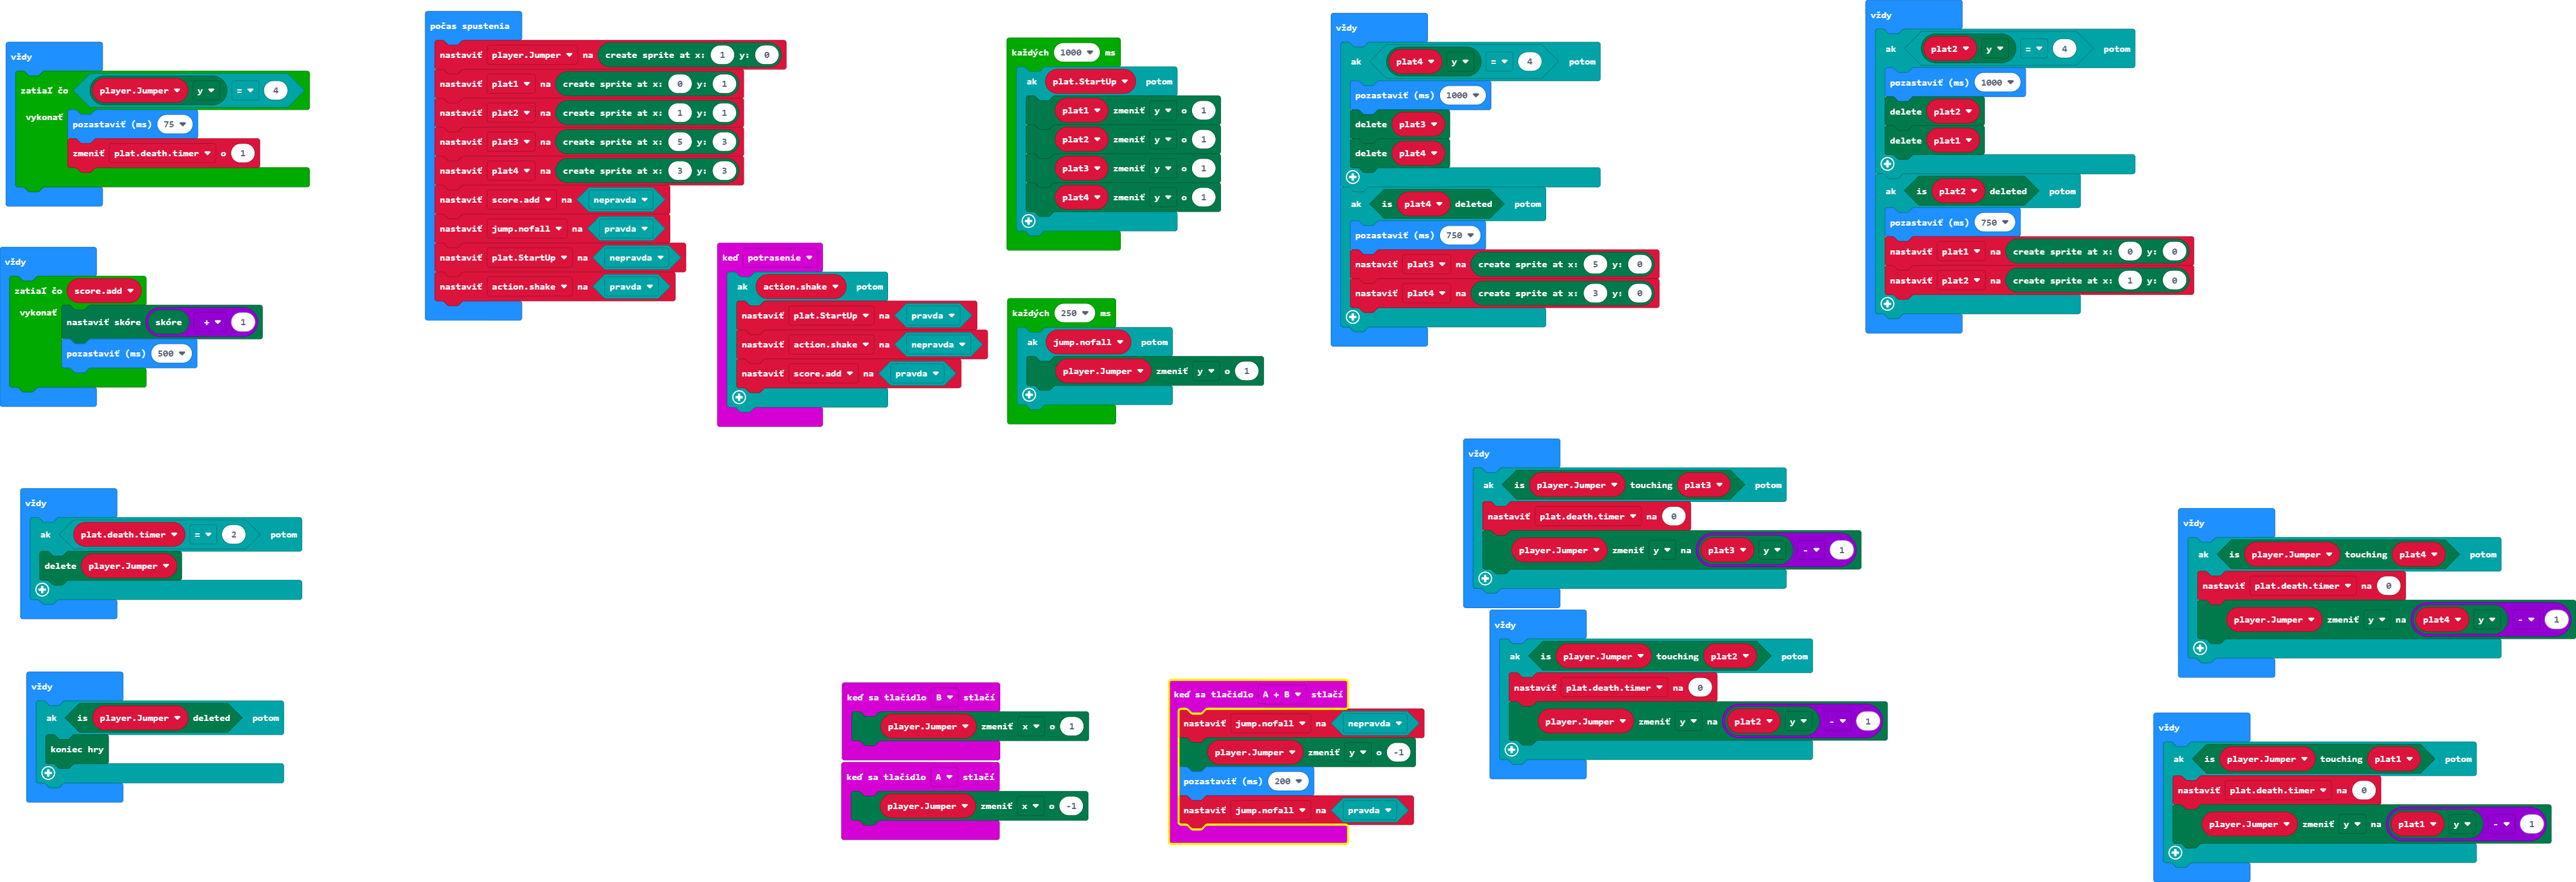 vždy
zatiaľ čo player.Jumper y = 4
vykonať pozastaviť (ms) 75
zmeniť plat.death.timer o 1
vždy
zatiaľ čo score.add
vykonať nastaviť skóre skóre + 1
pozastaviť (ms) 500
vždy
ak plat.death.timer = 2 potom
delete player.Jumper
vždy
ak is player.Jumper deleted potom
koniec hry
počas spustenia
nastaviť player.Jumper na create sprite at x: 1 y: 0
nastaviť plat1 na create sprite at x: 0 y: 1
nastaviť plat2 na create sprite at x: 1 y: 1
nastaviť plat3 na create sprite at x: 5 y: 3
nastaviť plat4 na create sprite at x: 3 y: 3
nastaviť score.add na nepravda
nastaviť jump.nofall na pravda
nastaviť plat.StartUp na nepravda
nastaviť action.shake na pravda
keď potrasenie
ak action.shake potom
nastaviť plat.StartUp na pravda
nastaviť action.shake na nepravda
nastaviť score.add na pravda
každých 1000 ms
ak plat.StartUp potom
plat1 zmeniť y o 1
plat2 zmeniť y o 1
plat3 zmeniť y o 1
plat4 zmeniť y o 1
každých 250 ms
ak jump.nofall potom
player.Jumper zmeniť y o 1
vždy
ak plat4 y = 4 potom
pozastaviť (ms) 1000
delete plat3
delete plat4
ak is plat4 deleted potom
pozastaviť (ms) 750
nastaviť plat3 na create sprite at x: 5 y: 0
nastaviť plat4 na create sprite at x: 3 y: 0
vždy
ak plat2 y = 4 potom
pozastaviť (ms) 1000
delete plat2
delete plat1
ak is plat2 deleted potom
pozastaviť (ms) 750
nastaviť plat1 na create sprite at x: 0 y: 0
nastaviť plat2 na create sprite at x: 1 y: 0
keď sa tlačidlo B stlačí
player.Jumper zmeniť x o 1
keď sa tlačidlo A stlačí
player.Jumper zmeniť x o -1
keď sa tlačidlo A + B stlačí
nastaviť jump.nofall na nepravda
player.Jumper zmeniť y o -1
pozastaviť (ms) 200
nastaviť jump.nofall na pravda
vždy
ak is player.Jumper touching plat3 potom
nastaviť plat.death.timer na 0
player.Jumper zmeniť y na plat3 y - 1
vždy
ak is player.Jumper touching plat2 potom
nastaviť plat.death.timer na 0
player.Jumper zmeniť y na plat2 y - 1
vždy
ak is player.Jumper touching plat4 potom
nastaviť plat.death.timer na 0
player.Jumper zmeniť y na plat4 y - 1
vždy
ak is player.Jumper touching plat1 potom
nastaviť plat.death.timer na 0
player.Jumper zmeniť y na plat1 y - 1